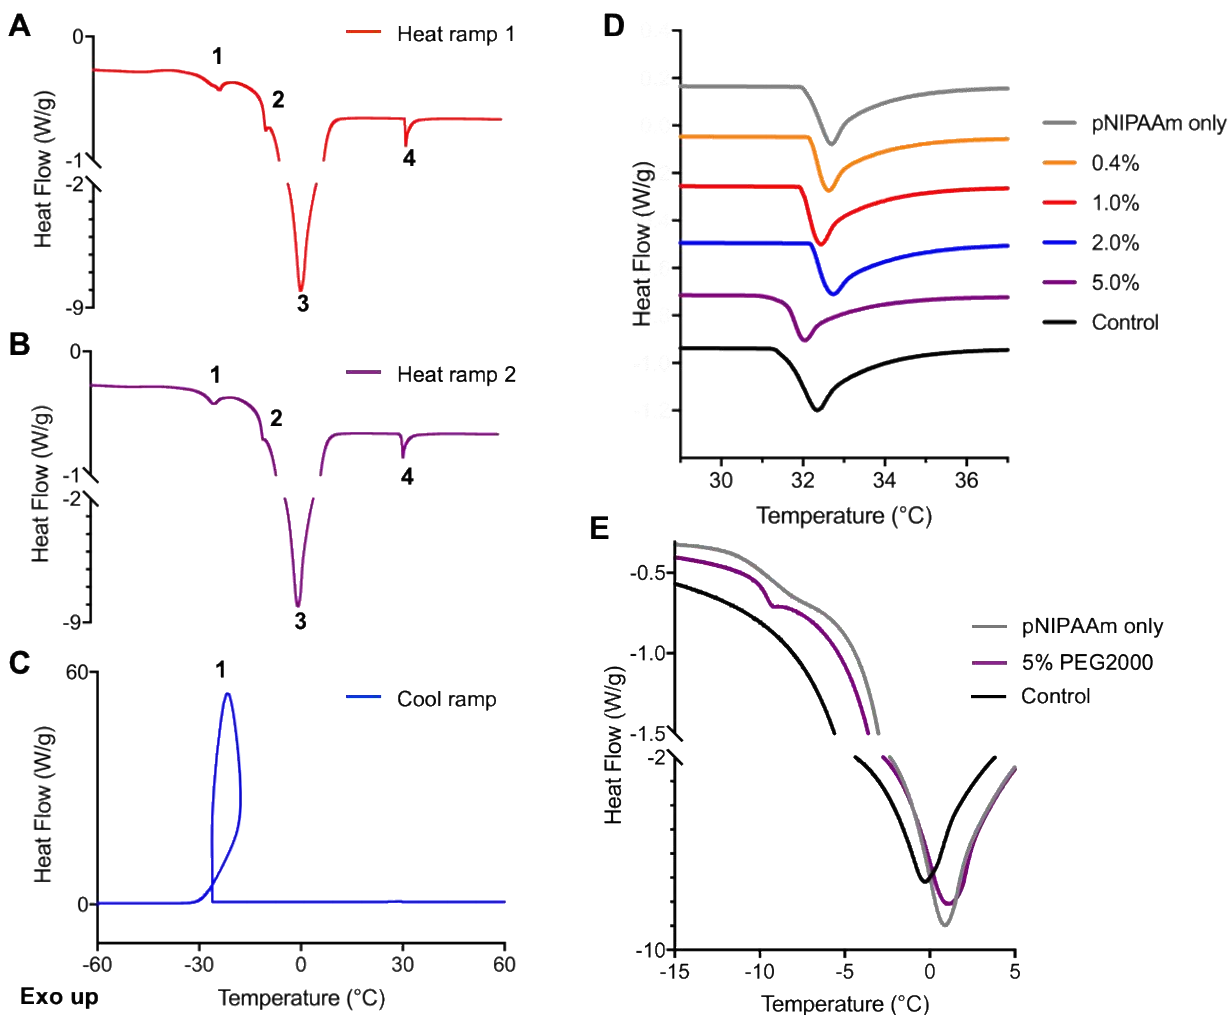 A
0
Heat ramp 1
1
2
Heat Flow (W/g)
-1
4
-2
-9
3
B
0
Heat ramp 2
1
2
Heat Flow (W/g)
-1
4
-2
-9
3
C
60
1
Cool ramp
Heat Flow (W/g)
0
-60
-30
0
30
60
Exo up
Temperature (°C)
D
Heat Flow (W/g)
pNIPAAm only
0.4%
1.0%
2.0%
5.0%
Control
30
32
34
36
Temperature (°C)
E
-0.5
-1.0
-1.5
-2
-10
Heat Flow (W/g)
pNIPAAm only
5% PEG2000
Control
-15
-10
-5
0
5
Temperature (°C)